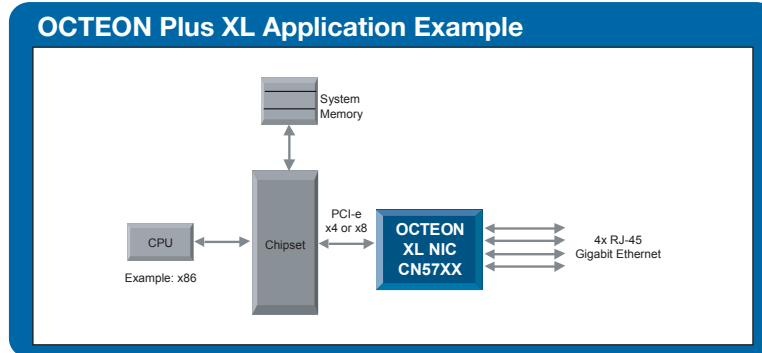 OCTEON Plus XL Application Example
System
Memory
PCI-e
x4 or x8
CPU
Chipset
OCTEON
XL NIC
CN57XX
4x RJ-45
Gigabit Ethernet
Example: x86